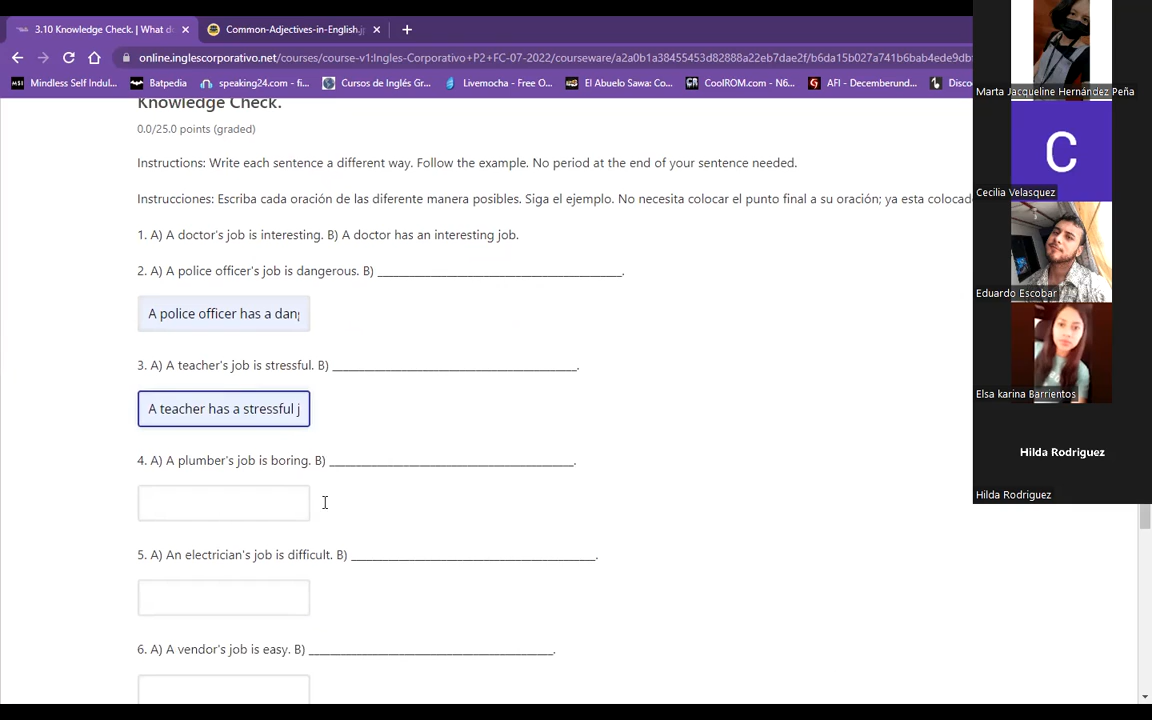 3.10 Knowledge Check. | What d
Common-Adjectives-in-English.j
online.inglescorporativo.net/courses/course-v1:Ingles-Corporativo+P2+FC-07-2022/courseware/a2a0b1a38455453d82888a22eb7dae2f/b6da15b027a741b6bab4ede9db
Mindless Self Indul...
Batpedia
speaking24.com - fi...
Cursos de Inglés Gr...
Livemocha - Free O...
El Abuelo Sawa: Co...
CoolROM.com - N6...
AFI - Decemberund...
Disco
Knowledge Check.
0.0/25.0 points (graded)
Instructions: Write each sentence a different way. Follow the example. No period at the end of your sentence needed.
Instrucciones: Escriba cada oración de las diferente manera posibles. Siga el ejemplo. No necesita colocar el punto final a su oración; ya esta colocad
1. A) A doctor's job is interesting. B) A doctor has an interesting job.
2. A) A police officer's job is dangerous. B) ________________________________________.
A police officer has a dang
3. A) A teacher's job is stressful. B) ________________________________________.
A teacher has a stressful j
4. A) A plumber's job is boring. B) ________________________________________.
5. A) An electrician's job is difficult. B) ________________________________________.
6. A) A vendor's job is easy. B) ________________________________________.
Marta Jacqueline Hernández Peña
C
Cecilia Velasquez
Eduardo Escobar
Elsa karina Barrientos
Hilda Rodriguez
Hilda Rodriguez